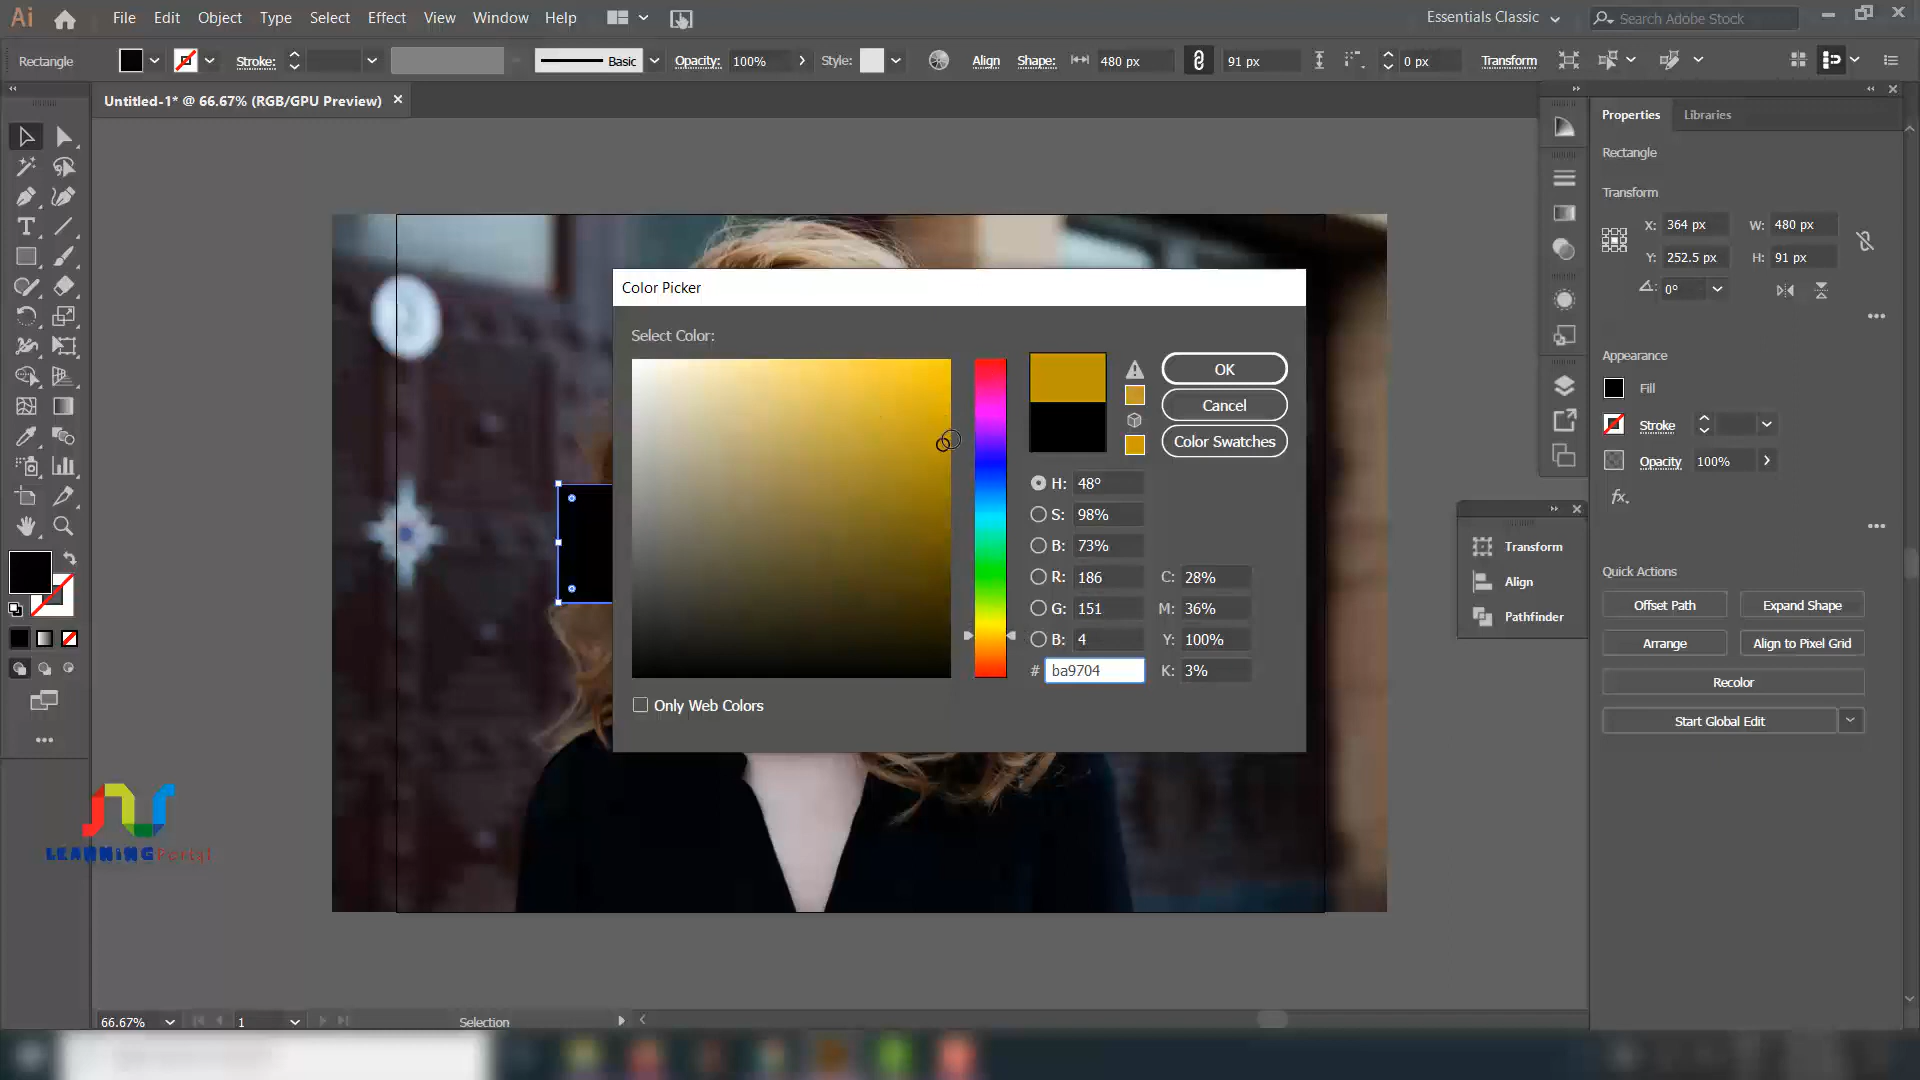 Ai File Edit Object Type Select Effect View Window Help Essentials Classic Search Adobe Stock
Rectangle Stroke: Basic Opacity: 100% Style: Align Shape: 480 px 91 px 0 px Transform
Untitled-1* @ 66.67% (RGB/GPU Preview)
Properties Libraries
Rectangle
Transform
X: 364 px W: 480 px
Y: 252.5 px H: 91 px
0°
Appearance
Fill
Stroke
Opacity 100%
fx.
Quick Actions
Offset Path Expand Shape
Arrange Align to Pixel Grid
Recolor
Start Global Edit
Transform
Align
Pathfinder
Color Picker
Select Color:
OK
Cancel
Color Swatches
H: 48°
S: 98%
B: 73%
R: 186 C: 28%
G: 151 M: 36%
B: 4 Y: 100%
# ba9704 K: 3%
Only Web Colors
LEARNING Portal
66.67% 1 Selection